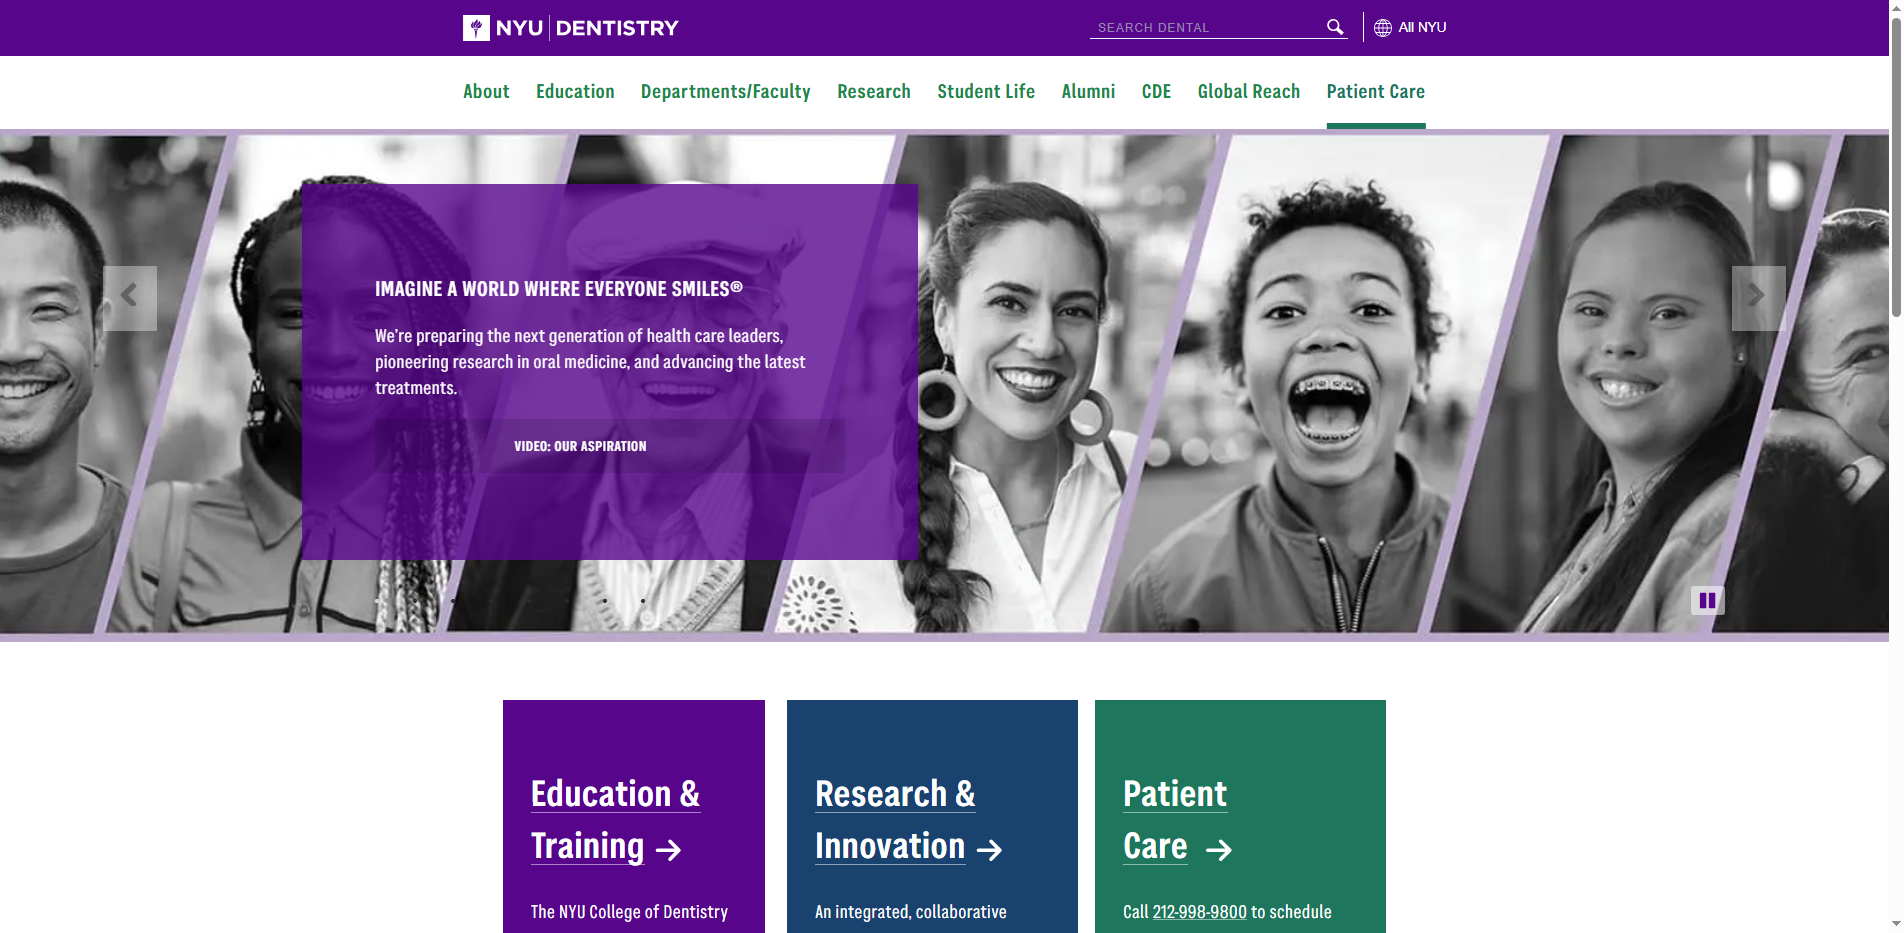 NYU DENTISTRY
SEARCH DENTAL
All NYU
About Education Departments/Faculty Research Student Life Alumni CDE Global Reach Patient Care
IMAGINE A WORLD WHERE EVERYONE SMILES®
We're preparing the next generation of health care leaders,
pioneering research in oral medicine, and advancing the latest
treatments.
VIDEO: OUR ASPIRATION
Education &
Training →
The NYU College of Dentistry
Research &
Innovation →
An integrated, collaborative
Patient
Care →
Call 212-998-9800 to schedule